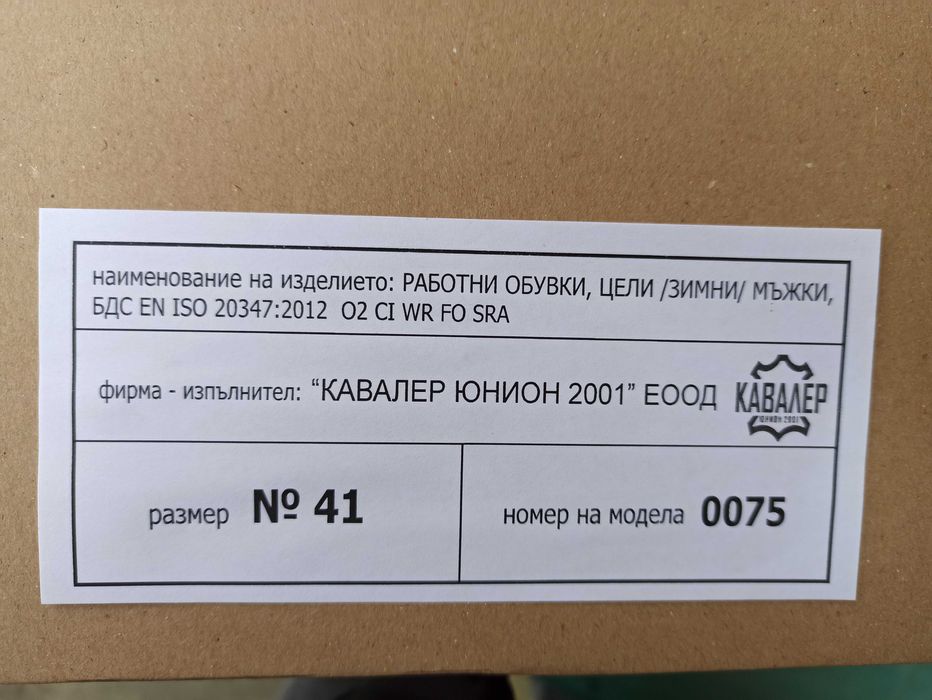 наименование на изделието: РАБОТНИ ОБУВКИ, ЦЕЛИ /ЗИМНИ/ МЪЖКИ,
БДС EN ISO 20347:2012 O2 CI WR FO SRA
фирма - изпълнител: “КАВАЛЕР ЮНИОН 2001” ЕООД
КАВАЛЕР
ЮНИОН 2001
размер № 41
номер на модела 0075